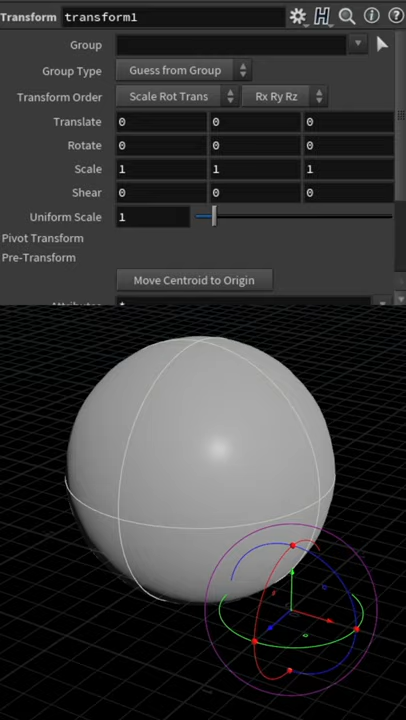 Transform transform1
Group
Group Type Guess from Group
Transform Order Scale Rot Trans Rx Ry Rz
Translate 0 0 0
Rotate 0 0 0
Scale 1 1 1
Shear 0 0 0
Uniform Scale 1
Pivot Transform
Pre-Transform
Move Centroid to Origin
Attributes *